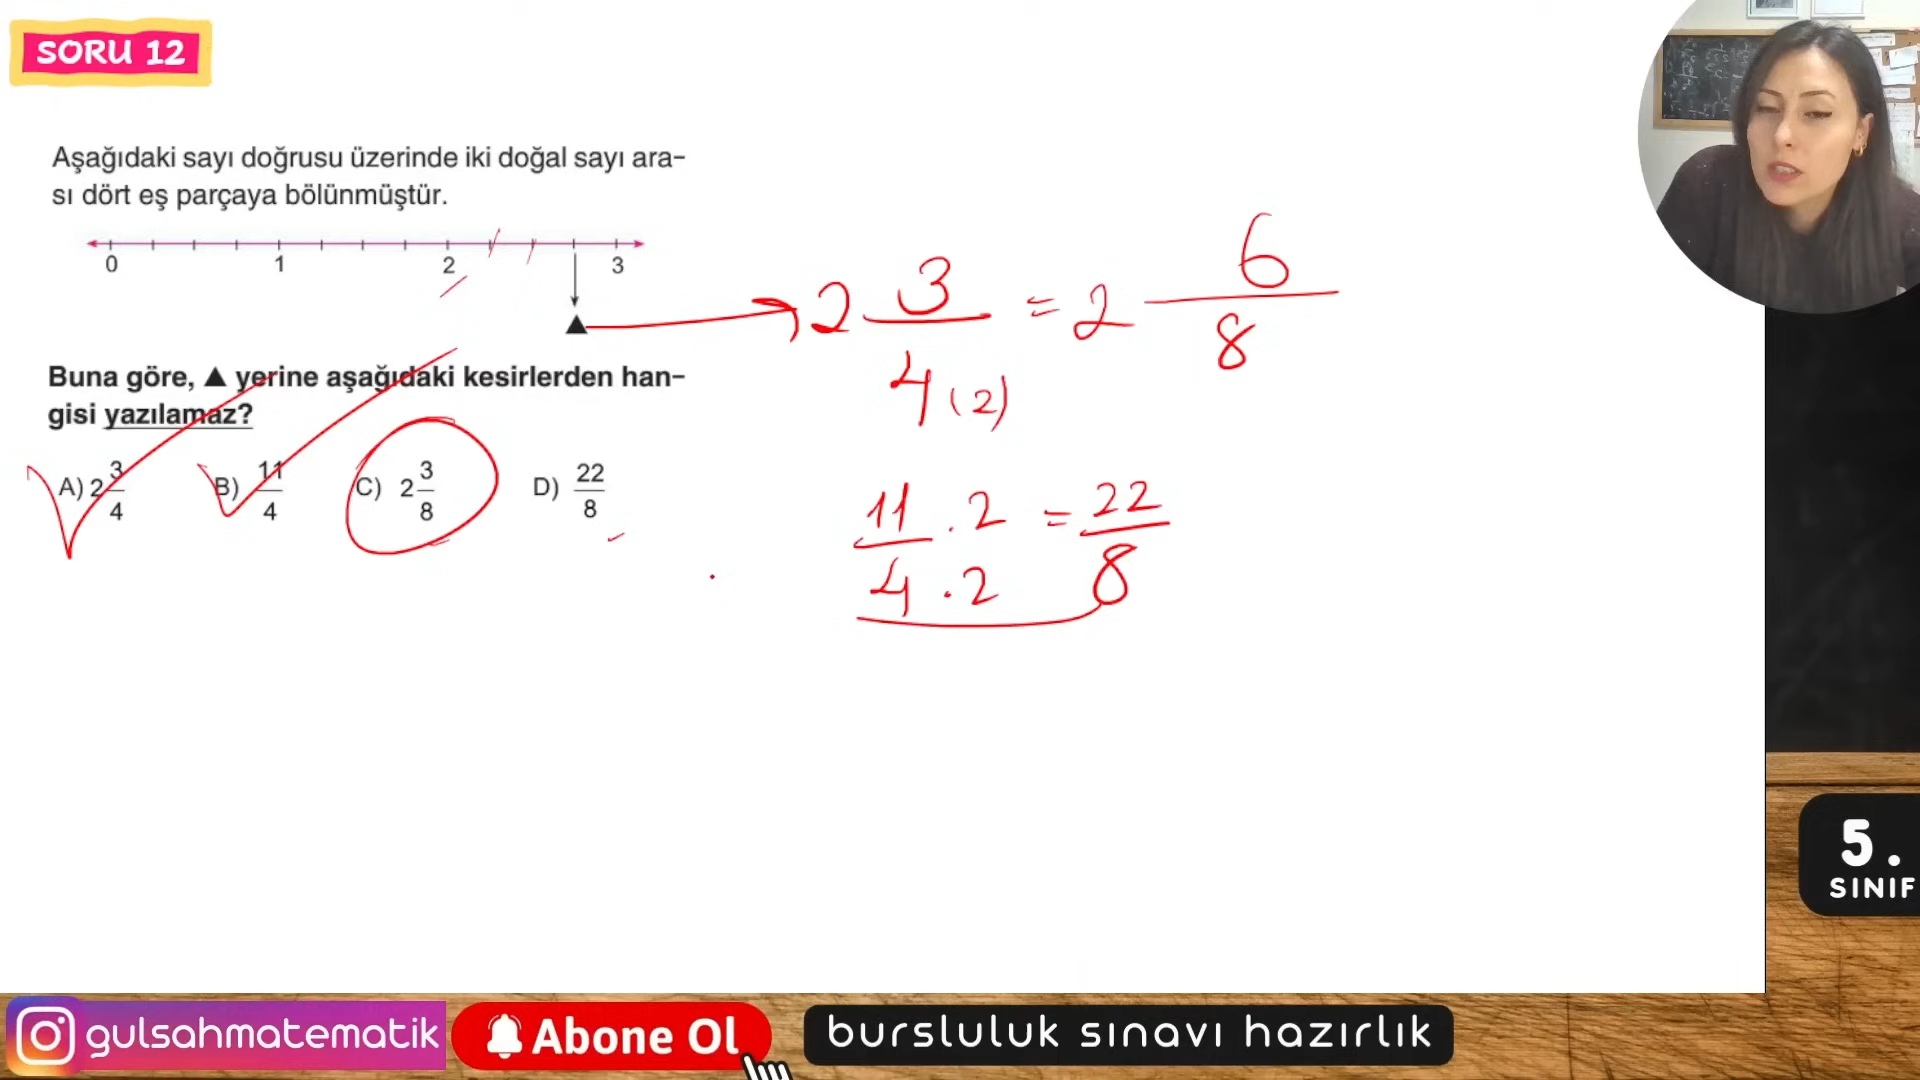 SORU 12
Aşağıdaki sayı doğrusu üzerinde iki doğal sayı ara-
sı dört eş parçaya bölünmüştür.
0 1 2 3
▲
Buna göre, ▲ yerine aşağıdaki kesirlerden han-
gisi yazılamaz?
A) 2 3/4 B) 11/4 C) 2 3/8 D) 22/8
2 3/4 (2) = 2 6/8
11 . 2 / 4 . 2 = 22/8
5.
SINIF
gulsahmatematik
Abone Ol
bursluluk sınavı hazırlık